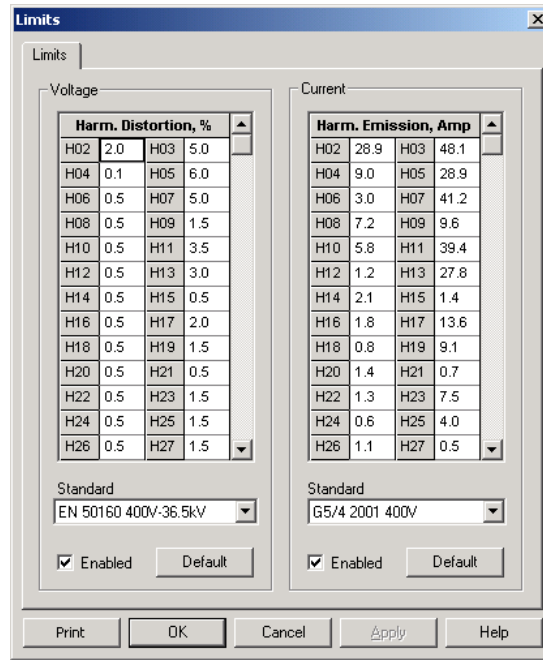 Limits
Limits
Voltage
Harm. Distortion, %
H02 2.0 H03 5.0
H04 0.1 H05 6.0
H06 0.5 H07 5.0
H08 0.5 H09 1.5
H10 0.5 H11 3.5
H12 0.5 H13 3.0
H14 0.5 H15 0.5
H16 0.5 H17 2.0
H18 0.5 H19 1.5
H20 0.5 H21 0.5
H22 0.5 H23 1.5
H24 0.5 H25 1.5
H26 0.5 H27 1.5
Standard
EN 50160 400V-36.5kV
Enabled Default
Current
Harm. Emission, Amp
H02 28.9 H03 48.1
H04 9.0 H05 28.9
H06 3.0 H07 41.2
H08 7.2 H09 9.6
H10 5.8 H11 39.4
H12 1.2 H13 27.8
H14 2.1 H15 1.4
H16 1.8 H17 13.6
H18 0.8 H19 9.1
H20 1.4 H21 0.7
H22 1.3 H23 7.5
H24 0.6 H25 4.0
H26 1.1 H27 0.5
Standard
G5/4 2001 400V
Enabled Default
Print OK Cancel Apply Help